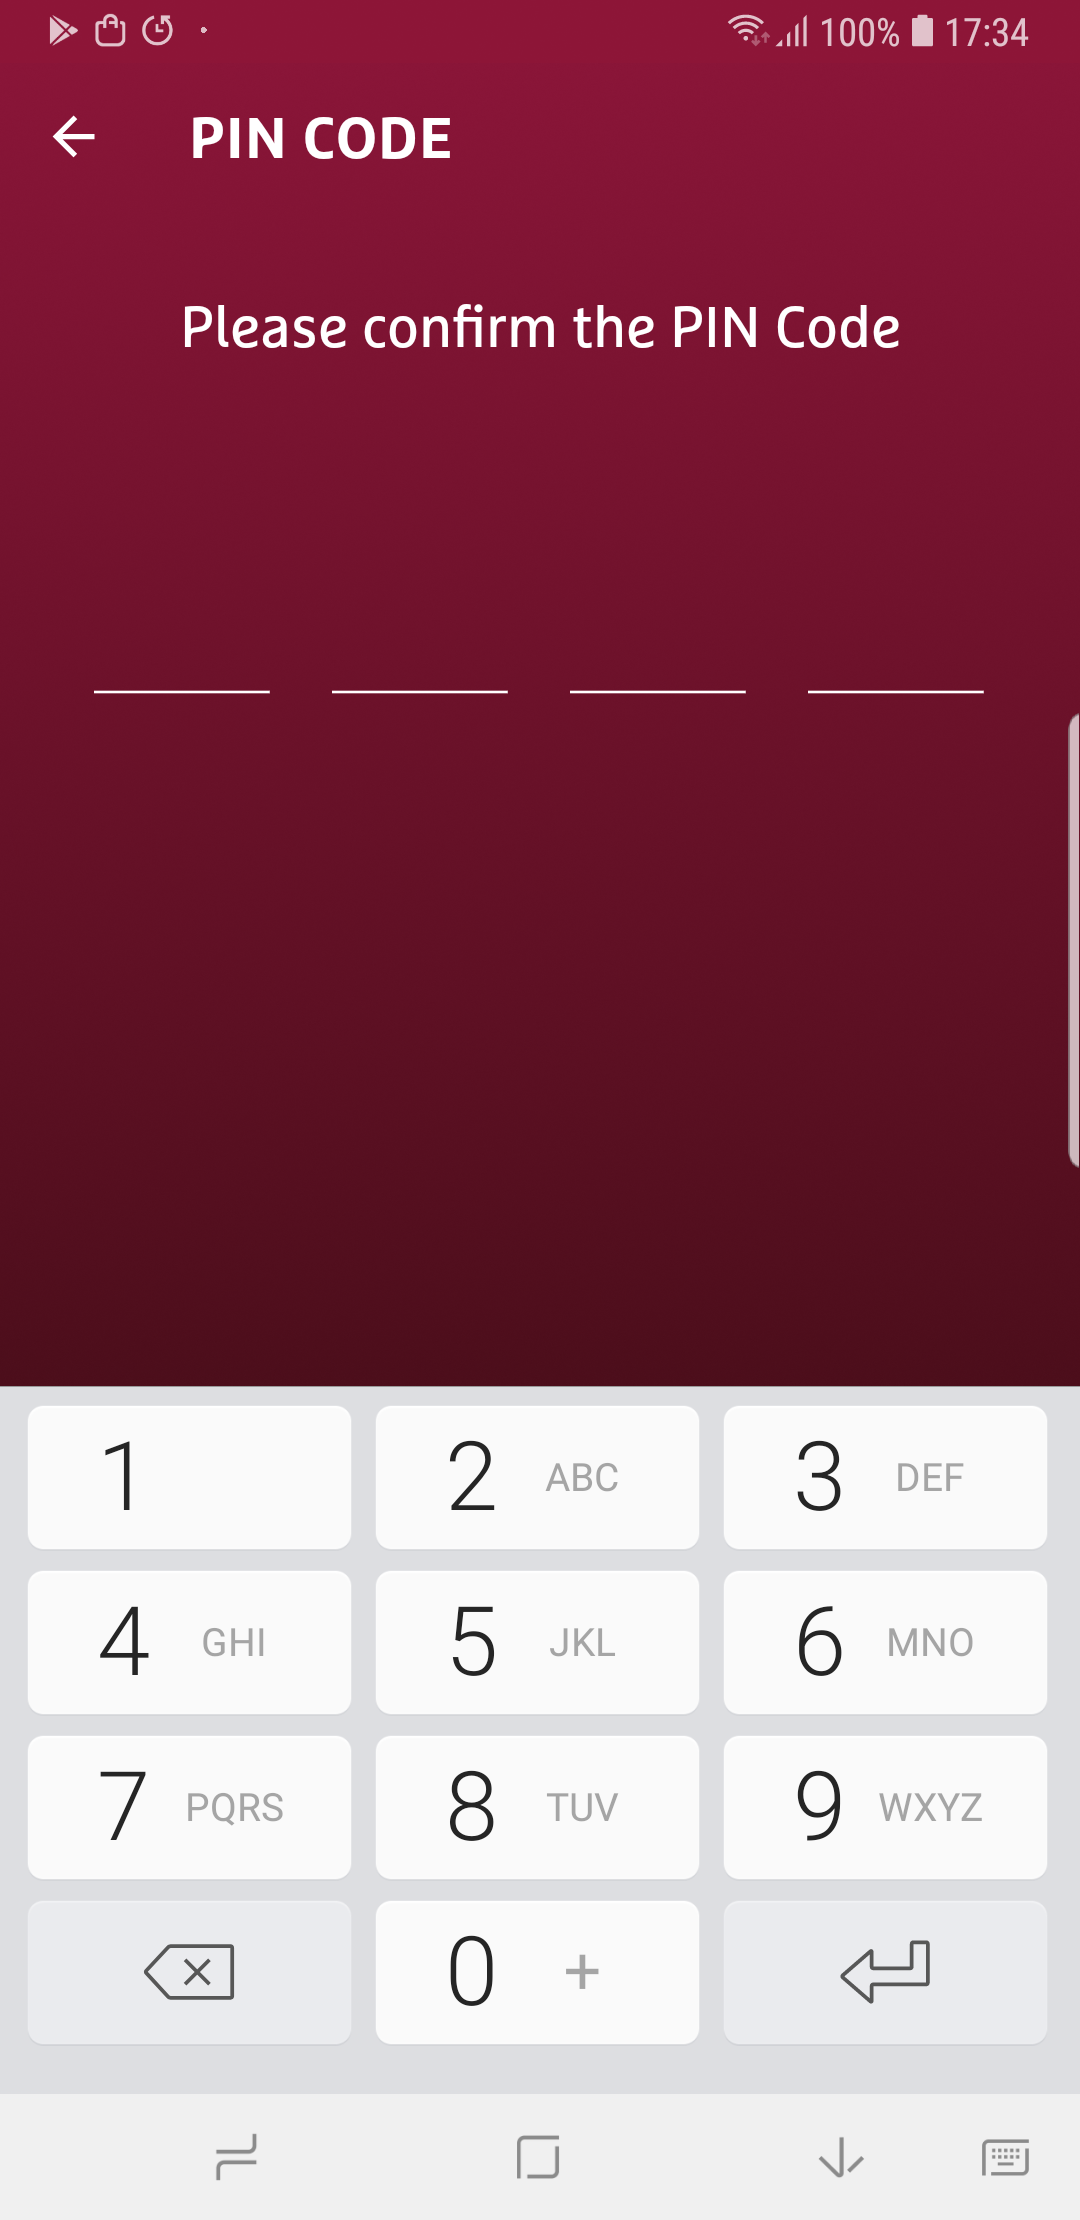 100% 17:34
PIN CODE
Please confirm the PIN Code
1
2 ABC
3 DEF
4 GHI
5 JKL
6 MNO
7 PQRS
8 TUV
9 WXYZ
0 +